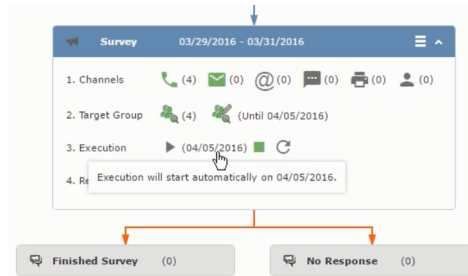 Survey 03/29/2016 - 03/31/2016
1. Channels (4) (0) @ (0) (0) (0) (0)
2. Target Group (4) (Until 04/05/2016)
3. Execution (04/05/2016)
4. Re
Execution will start automatically on 04/05/2016.
Finished Survey (0) No Response (0)